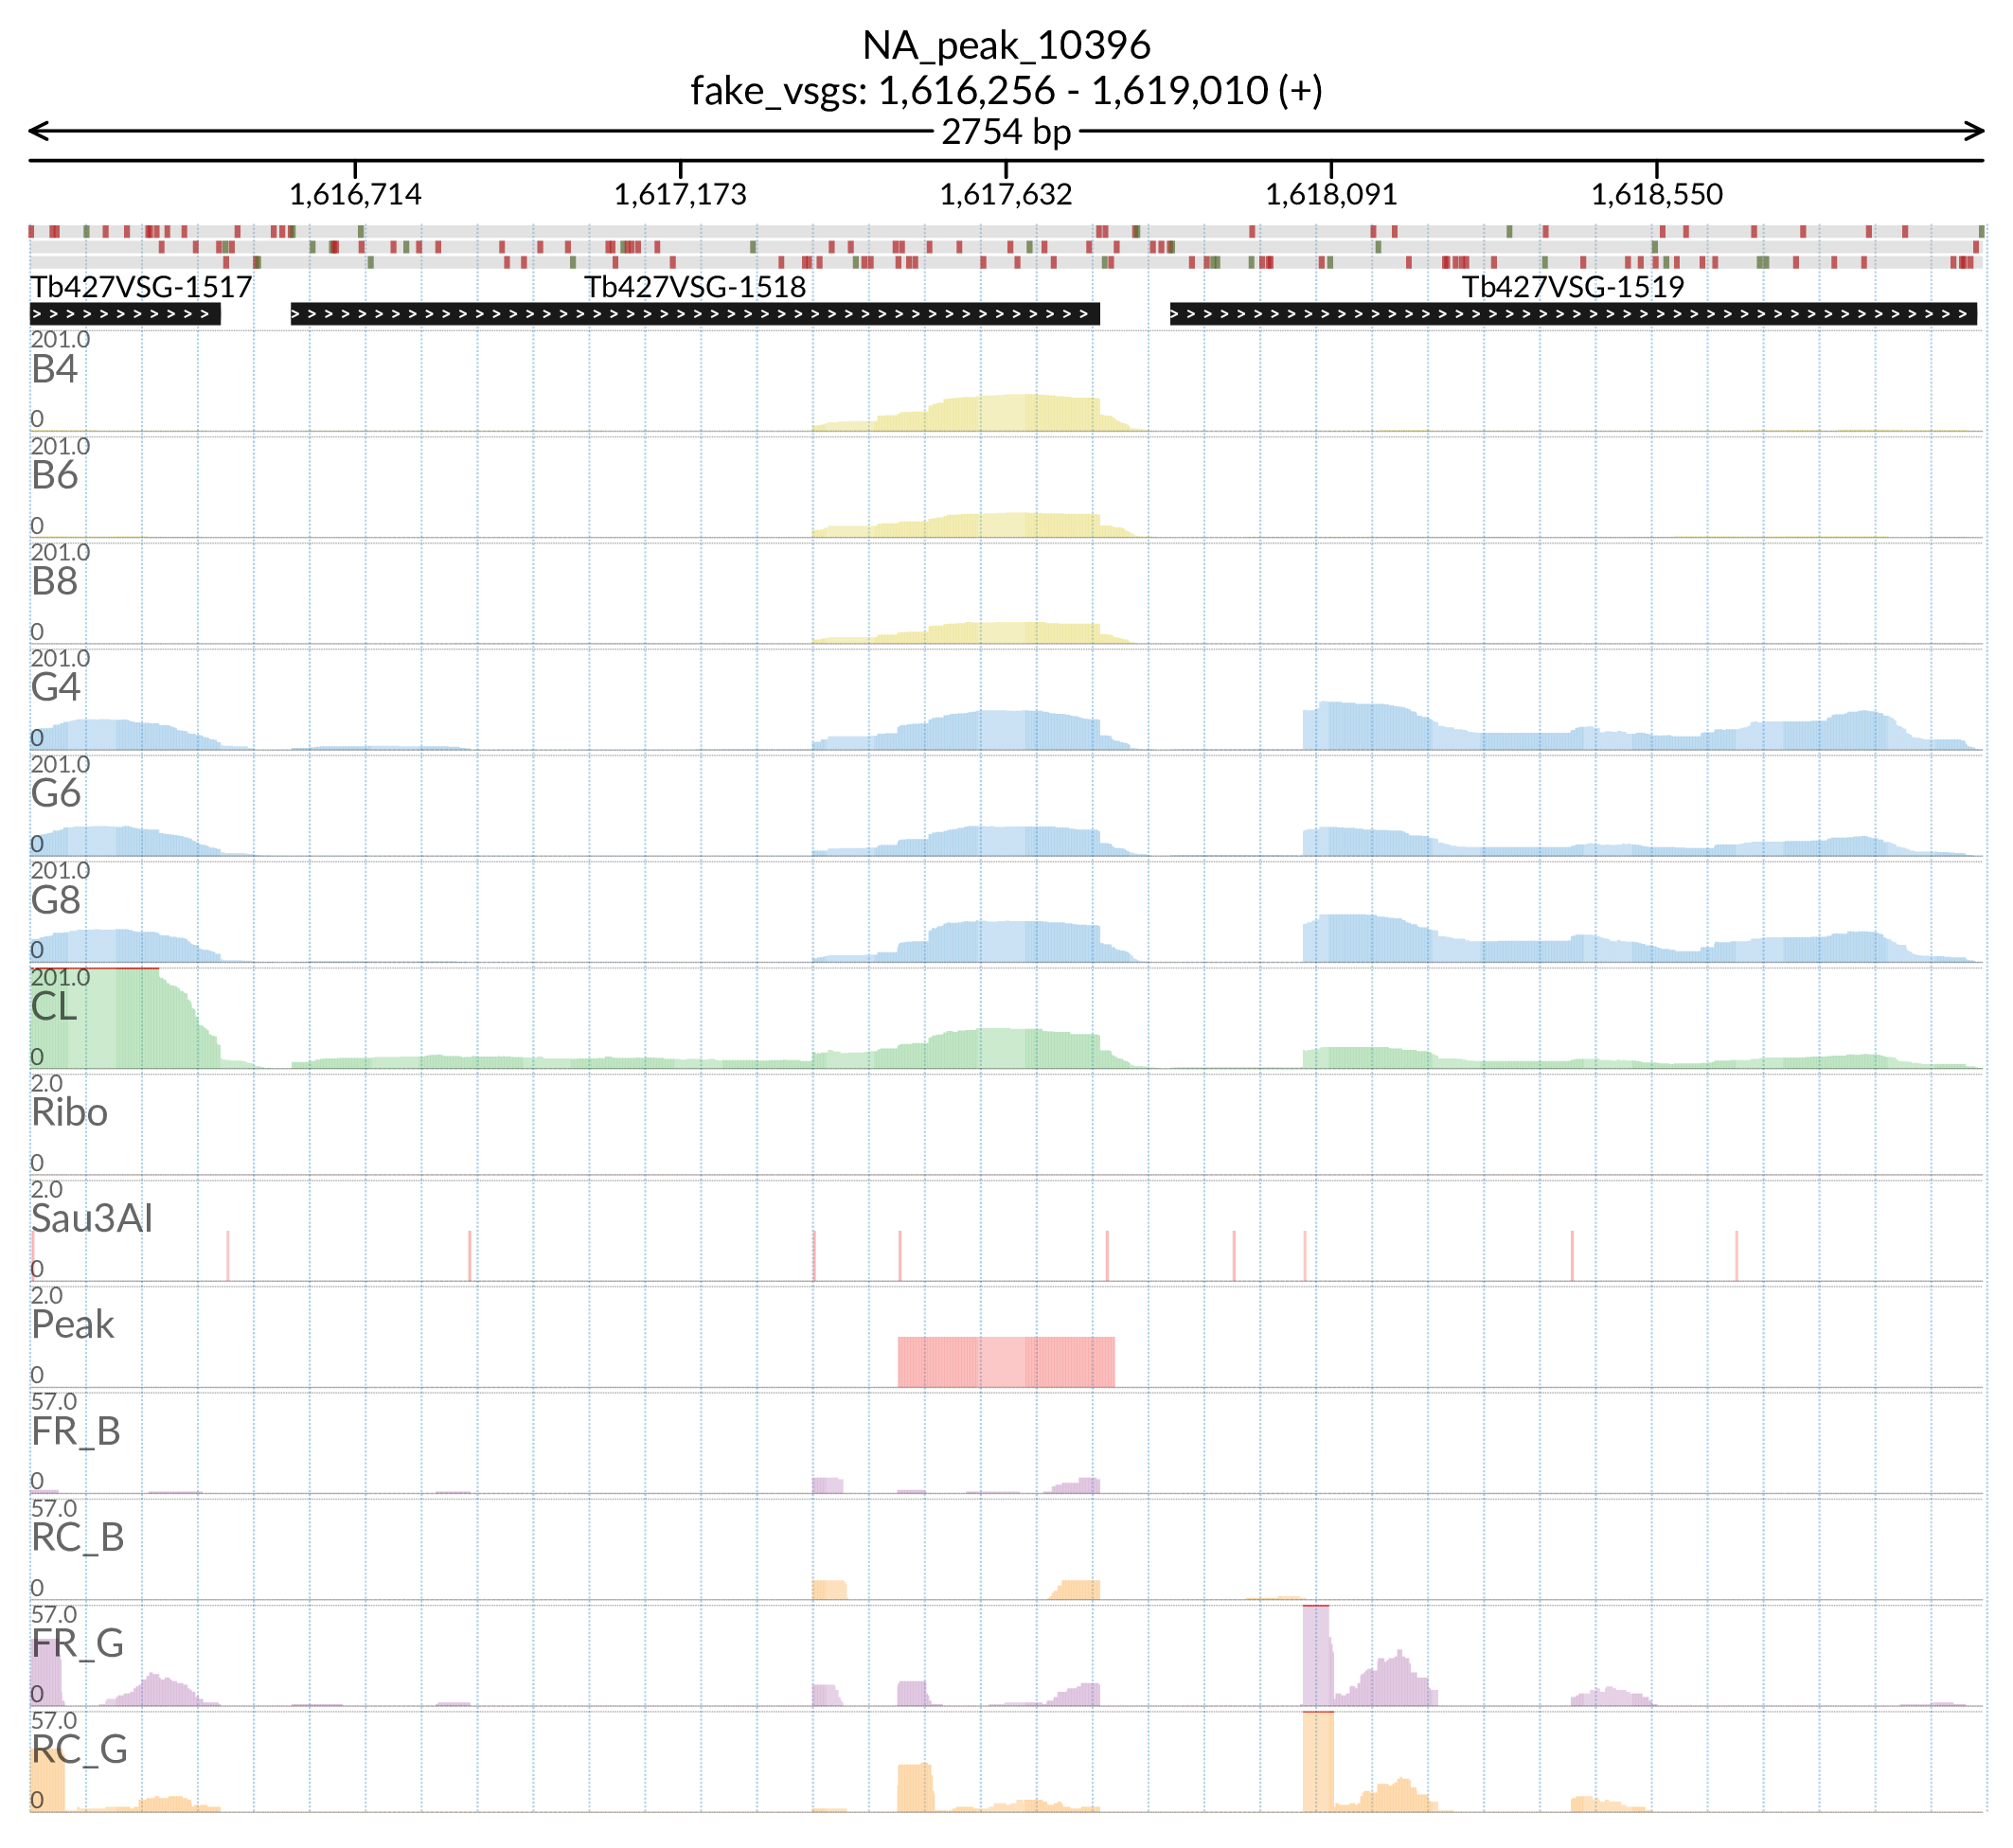 NA_peak_10396
fake_vsgs: 1,616,256 - 1,619,010 (+)
2754 bp
1,616,714 1,617,173 1,617,632 1,618,091 1,618,550
Tb427VSG-1517 Tb427VSG-1518 Tb427VSG-1519
201.0
B4
0
201.0
B6
0
201.0
B8
0
201.0
G4
0
201.0
G6
0
201.0
G8
0
201.0
CL
0
2.0
Ribo
0
2.0
Sau3AI
0
2.0
Peak
0
57.0
FR_B
0
57.0
RC_B
0
57.0
FR_G
0
57.0
RC_G
0